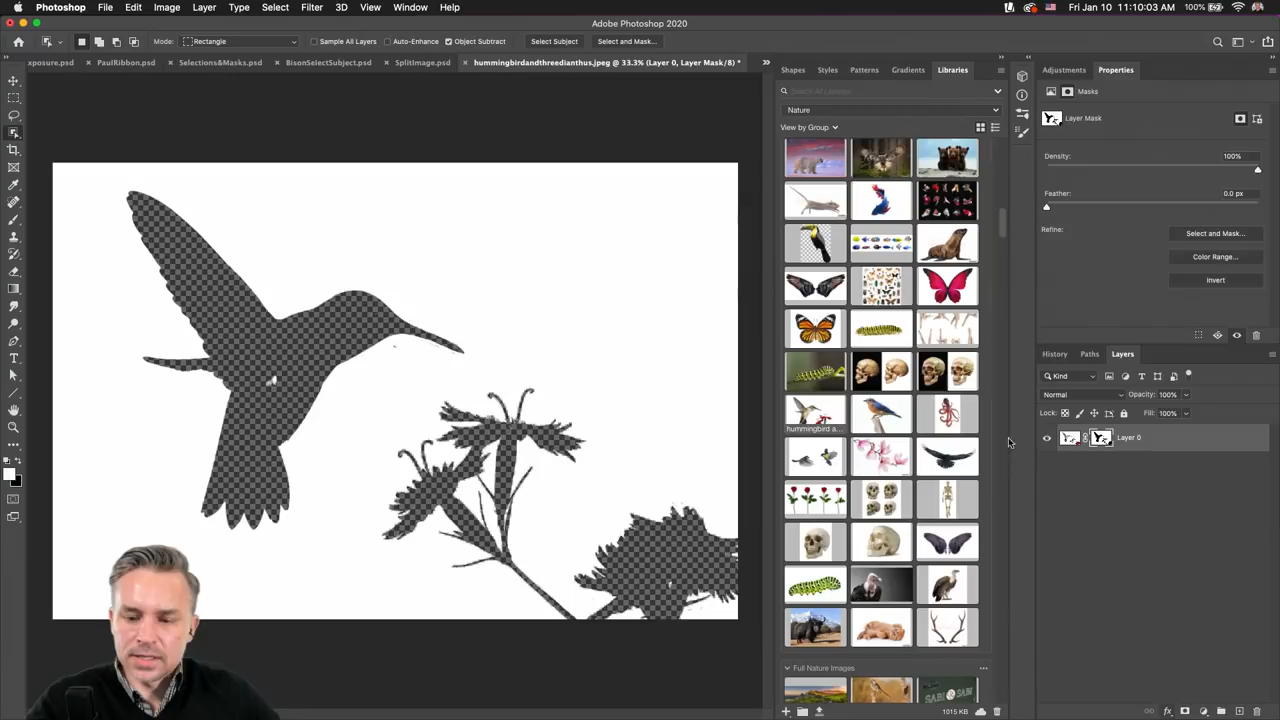 Photoshop File Edit Image Layer Type Select Filter 3D View Window Help
100% Fri Jan 10 11:10:03 AM
Adobe Photoshop 2020
Mode: Rectangle Sample All Layers Auto-Enhance Object Subtract Select Subject Select and Mask...
xposure.psd PaulRibbon.psd Selections&Masks.psd BisonSelectSubject.psd SplitImage.psd hummingbirdandthreedianthus.jpeg @ 33.3% (Layer 0, Layer Mask/8) *
Shapes Styles Patterns Gradients Libraries
Nature
View by Group
hummingbird a...
Full Nature Images
SABI SABI
1015 KB
Adjustments Properties
Masks
Layer Mask
Density: 100%
Feather: 0.0 px
Refine: Select and Mask...
Color Range...
Invert
History Paths Layers
Kind
Normal Opacity: 100%
Lock: Fill: 100%
Layer 0